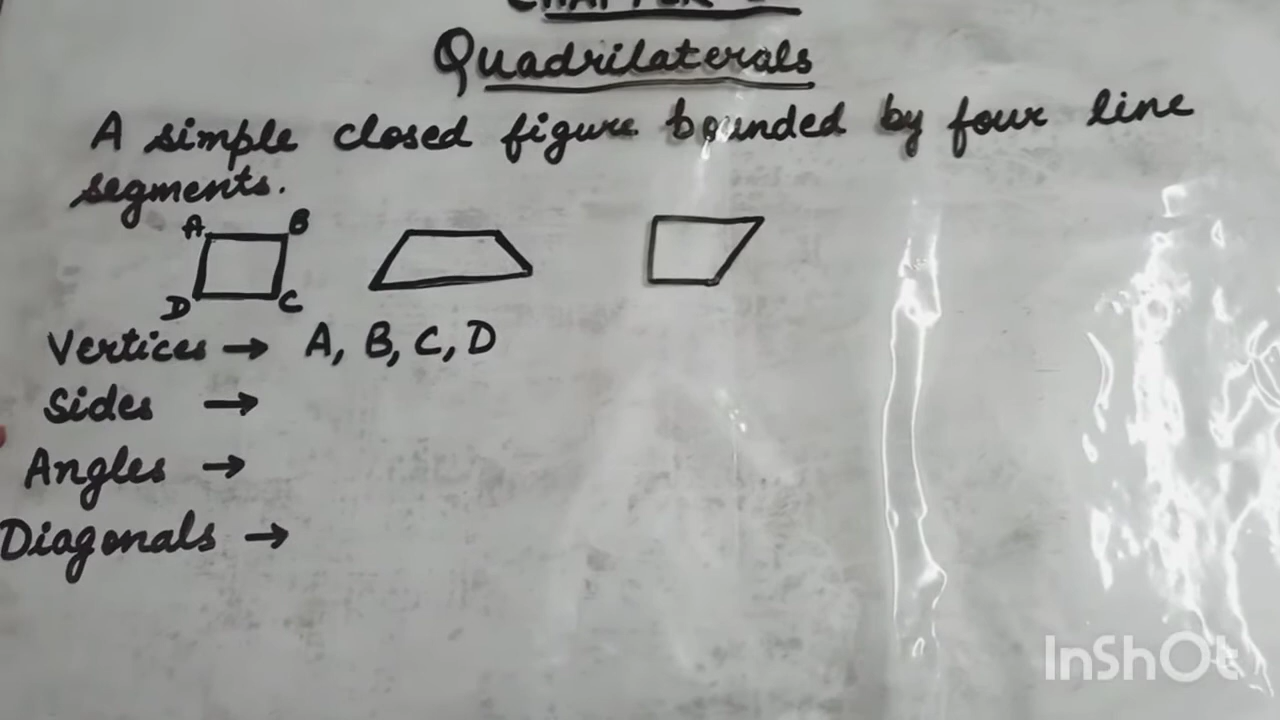 Quadrilaterals
A simple closed figure bounded by four line
segments.
A B
D C
Vertices → A, B, C, D
Sides →
Angles →
Diagonals →
InShOt